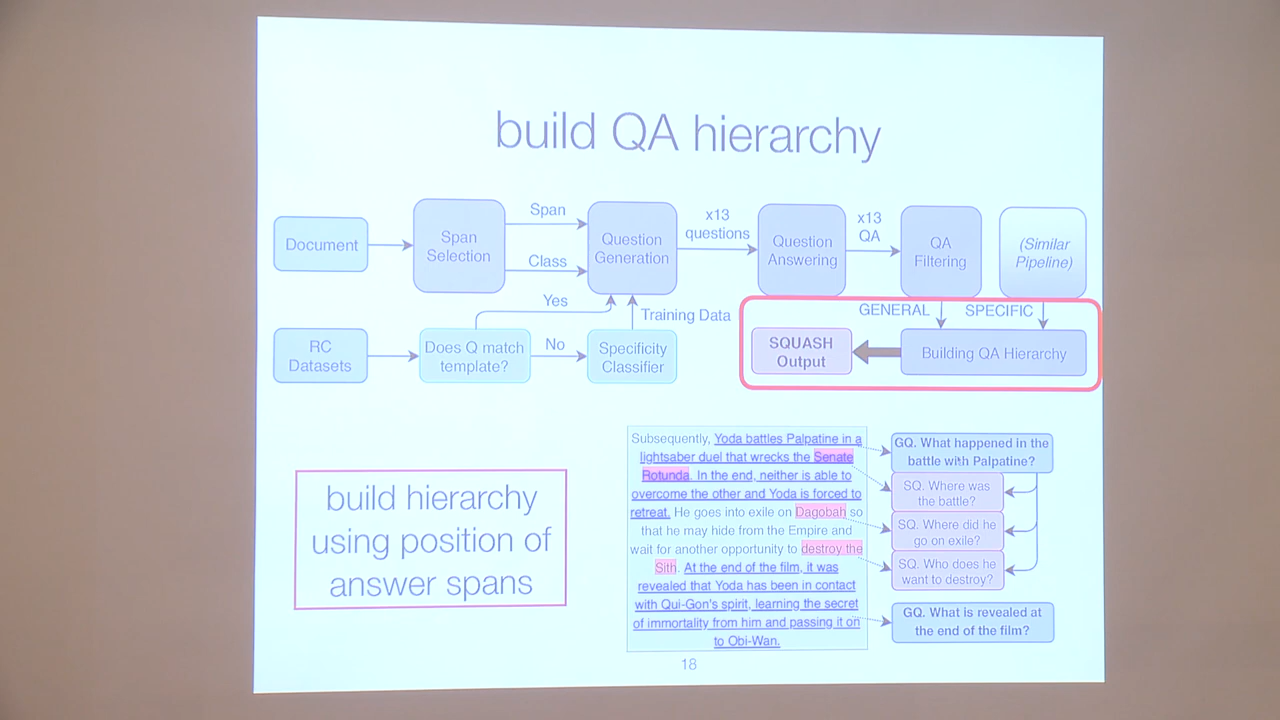 build QA hierarchy
Document
Span
Selection
Span
Class
Question
Generation
x13
questions
Question
Answering
x13
QA
QA
Filtering
(Similar
Pipeline)
Yes
Training Data
GENERAL
SPECIFIC
RC
Datasets
Does Q match
template?
No
Specificity
Classifier
SQUASH
Output
Building QA Hierarchy
build hierarchy
using position of
answer spans
Subsequently, Yoda battles Palpatine in a
lightsaber duel that wrecks the Senate
Rotunda. In the end, neither is able to
overcome the other and Yoda is forced to
retreat. He goes into exile on Dagobah so
that he may hide from the Empire and
wait for another opportunity to destroy the
Sith. At the end of the film, it was
revealed that Yoda has been in contact
with Qui-Gon's spirit, learning the secret
of immortality from him and passing it on
to Obi-Wan.
GQ. What happened in the
battle with Palpatine?
SQ. Where was
the battle?
SQ. Where did he
go on exile?
SQ. Who does he
want to destroy?
GQ. What is revealed at
the end of the film?
18